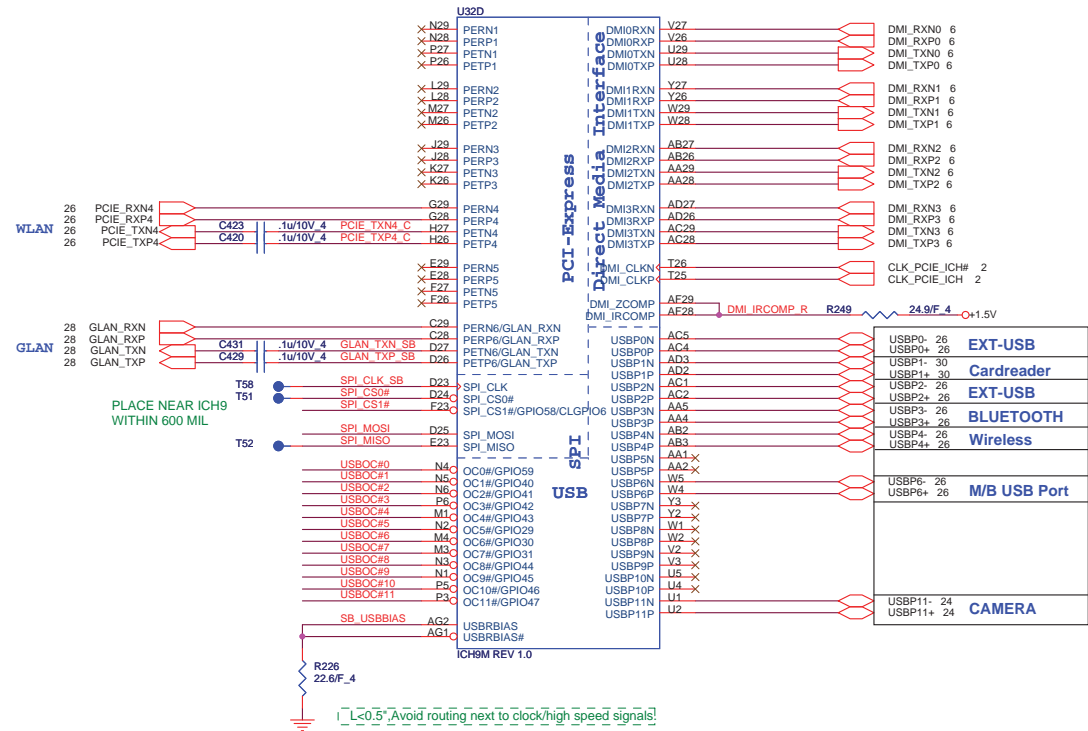 U32D
N29 PERN1
N28 PERP1
P27 PETN1
P26 PETP1
L29 PERN2
L28 PERP2
M27 PETN2
M26 PETP2
J29 PERN3
J28 PERP3
K27 PETN3
K26 PETP3
WLAN
26 PCIE_RXN4 G29 PERN4
26 PCIE_RXP4 G28 PERP4
26 PCIE_TXN4 C423 .1u/10V_4 PCIE_TXN4_C H27 PETN4
26 PCIE_TXP4 C420 .1u/10V_4 PCIE_TXP4_C H26 PETP4
E29 PERN5
E28 PERP5
F27 PETN5
F26 PETP5
GLAN
28 GLAN_RXN C29 PERN6/GLAN_RXN
28 GLAN_RXP C28 PERP6/GLAN_RXP
28 GLAN_TXN C431 .1u/10V_4 GLAN_TXN_SB D27 PETN6/GLAN_TXN
28 GLAN_TXP C429 .1u/10V_4 GLAN_TXP_SB D26 PETP6/GLAN_TXP
T58 SPI_CLK_SB D23 SPI_CLK
T51 SPI_CS0# D24 SPI_CS0#
SPI_CS1# F23 SPI_CS1#/GPIO58/CLGPIO6
PLACE NEAR ICH9
WITHIN 600 MIL
SPI_MOSI D25 SPI_MOSI
T52 SPI_MISO E23 SPI_MISO
USBOC#0 N4 OC0#/GPIO59
USBOC#1 N5 OC1#/GPIO40
USBOC#2 N6 OC2#/GPIO41
USBOC#3 P6 OC3#/GPIO42
USBOC#4 M1 OC4#/GPIO43
USBOC#5 N2 OC5#/GPIO29
USBOC#6 M4 OC6#/GPIO30
USBOC#7 M3 OC7#/GPIO31
USBOC#8 N3 OC8#/GPIO44
USBOC#9 N1 OC9#/GPIO45
USBOC#10 P5 OC10#/GPIO46
USBOC#11 P3 OC11#/GPIO47
SB_USBBIAS AG2 USBRBIAS
AG1 USBRBIAS#
ICH9M REV 1.0
R226
22.6/F_4
L<0.5",Avoid routing next to clock/high speed signals.
PCI-Express
Direct Media Interface
SPI
USB
DMI0RXN V27 DMI_RXN0 6
DMI0RXP V26 DMI_RXP0 6
DMI0TXN U29 DMI_TXN0 6
DMI0TXP U28 DMI_TXP0 6
DMI1RXN Y27 DMI_RXN1 6
DMI1RXP Y26 DMI_RXP1 6
DMI1TXN W29 DMI_TXN1 6
DMI1TXP W28 DMI_TXP1 6
DMI2RXN AB27 DMI_RXN2 6
DMI2RXP AB26 DMI_RXP2 6
DMI2TXN AA29 DMI_TXN2 6
DMI2TXP AA28 DMI_TXP2 6
DMI3RXN AD27 DMI_RXN3 6
DMI3RXP AD26 DMI_RXP3 6
DMI3TXN AC29 DMI_TXN3 6
DMI3TXP AC28 DMI_TXP3 6
DMI_CLKN T26 CLK_PCIE_ICH# 2
DMI_CLKP T25 CLK_PCIE_ICH 2
DMI_ZCOMP AF29
DMI_IRCOMP AF28 DMI_IRCOMP_R R249 24.9/F_4 +1.5V
USBP0N AC5 USBP0- 26
USBP0P AC4 USBP0+ 26
EXT-USB
USBP1N AD3 USBP1- 30
USBP1P AD2 USBP1+ 30
Cardreader
USBP2N AC1 USBP2- 26
USBP2P AC2 USBP2+ 26
EXT-USB
USBP3N AA5 USBP3- 26
USBP3P AA4 USBP3+ 26
BLUETOOTH
USBP4N AB2 USBP4- 26
USBP4P AB3 USBP4+ 26
Wireless
USBP5N AA1
USBP5P AA2
USBP6N W5 USBP6- 26
USBP6P W4 USBP6+ 26
M/B USB Port
USBP7N Y3
USBP7P Y2
USBP8N W1
USBP8P W2
USBP9N V2
USBP9P V3
USBP10N U5
USBP10P U4
USBP11N U1 USBP11- 24
USBP11P U2 USBP11+ 24
CAMERA